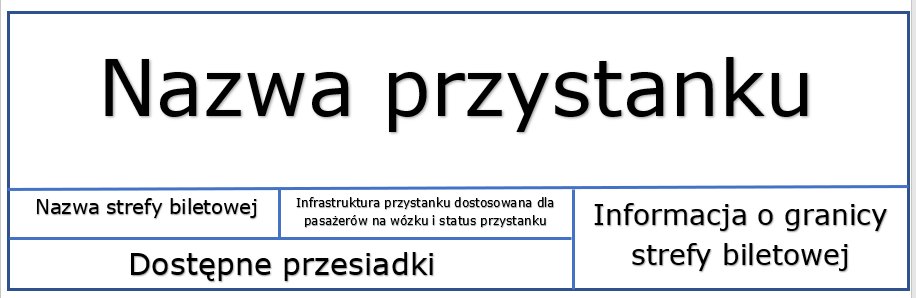 Nazwa przystanku
Nazwa strefy biletowej
Infrastruktura przystanku dostosowana dla
pasażerów na wózku i status przystanku
Informacja o granicy
strefy biletowej
Dostępne przesiadki